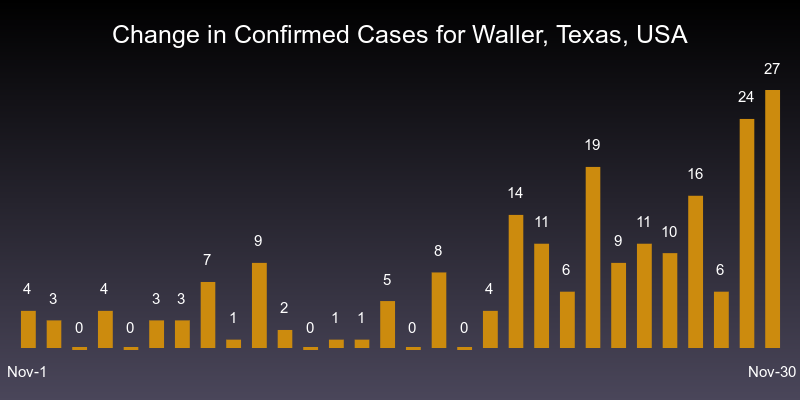 Change in Confirmed Cases for Waller, Texas, USA
4 3 0 4 0 3 3 7 1 9 2 0 1 1 5 0 8 0 4 14 11 6 19 9 11 10 16 6 24 27
Nov-1 Nov-30